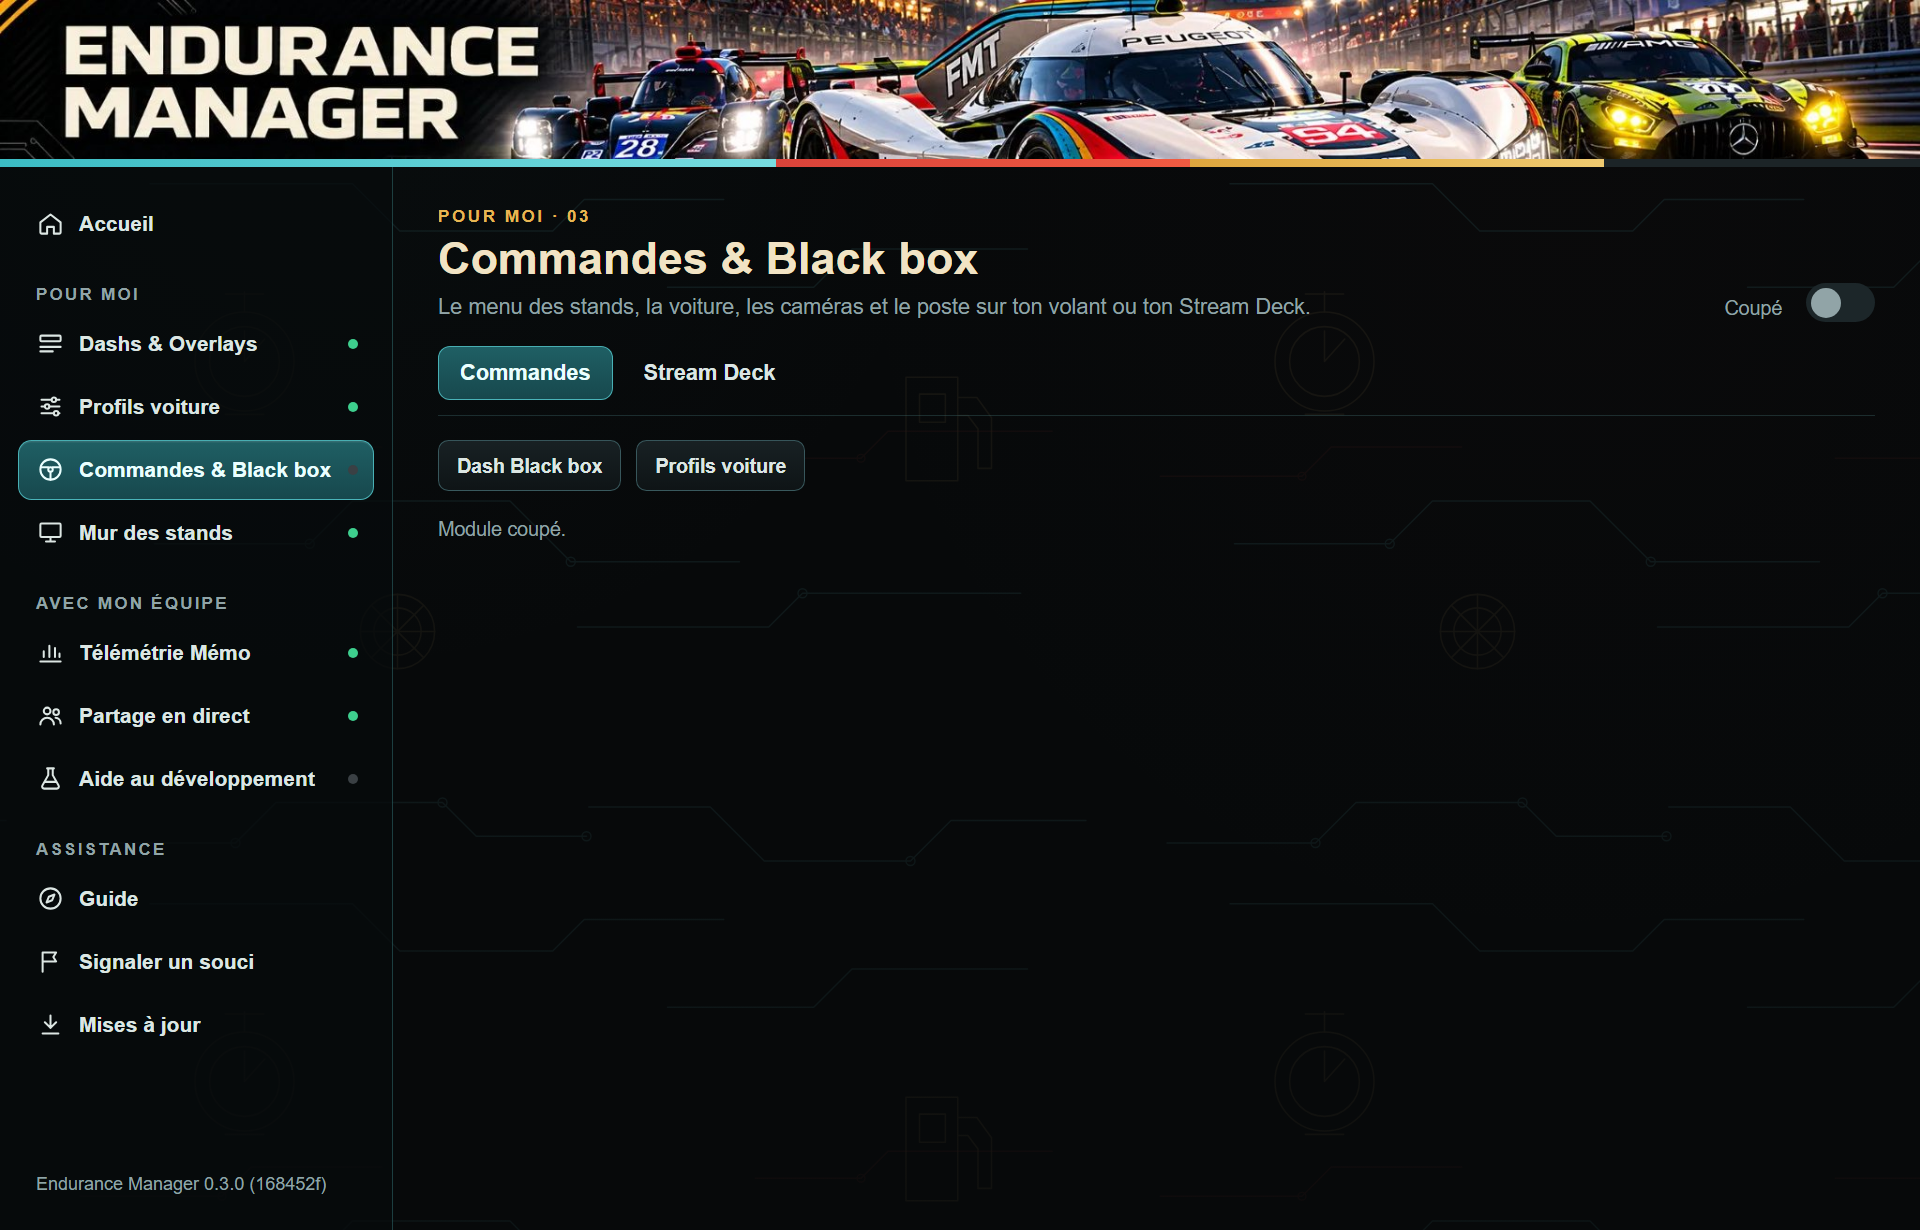 ENDURANCE
MANAGER
FMT
PEUGEOT
AMG
28
94
Accueil
POUR MOI
Dashs & Overlays
Profils voiture
Commandes & Black box
Mur des stands
AVEC MON ÉQUIPE
Télémétrie Mémo
Partage en direct
Aide au développement
ASSISTANCE
Guide
Signaler un souci
Mises à jour
Endurance Manager 0.3.0 (168452f)
POUR MOI · 03
Commandes & Black box
Le menu des stands, la voiture, les caméras et le poste sur ton volant ou ton Stream Deck.
Coupé
Commandes
Stream Deck
Dash Black box
Profils voiture
Module coupé.